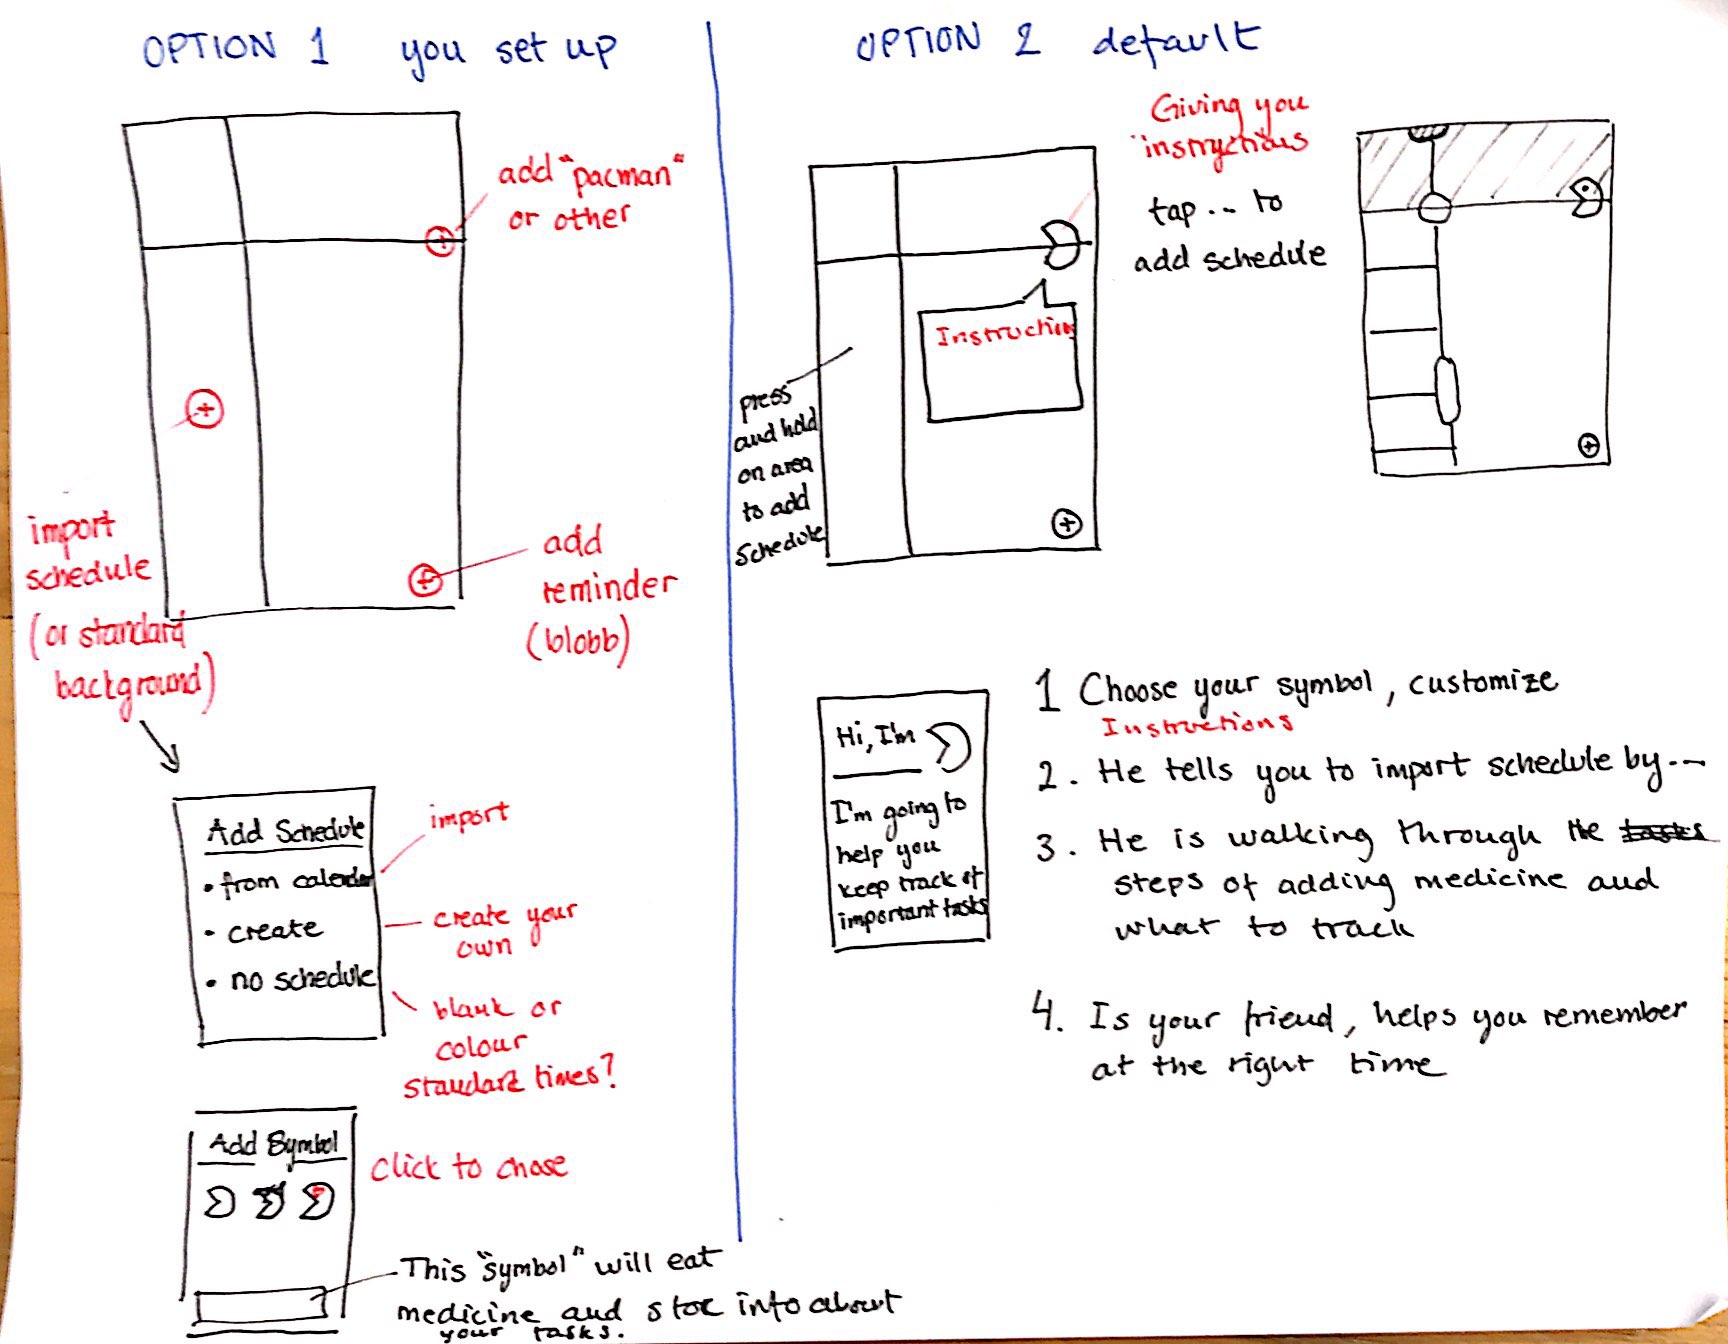 OPTION 1 you set up
add "pacman"
or other
import
schedule
(or standard
background)
add
reminder
(blobb)
Add Schedule
• from calendar
• create
• no schedule
import
create your
own
blank or
colour
standard times?
Add Symbol
click to chose
This "symbol" will eat
medicine and store info about
your tasks.
OPTION 2 default
Giving you
instructions
tap... to
add schedule
Instruction
press
and hold
on area
to add
Schedule
Hi, I'm
I'm going to
help you
keep track of
important tasks
1 Choose your symbol, customize
Instructions
2. He tells you to import schedule by...
3. He is walking through the tasks
steps of adding medicine and
what to track
4. Is your friend, helps you remember
at the right time